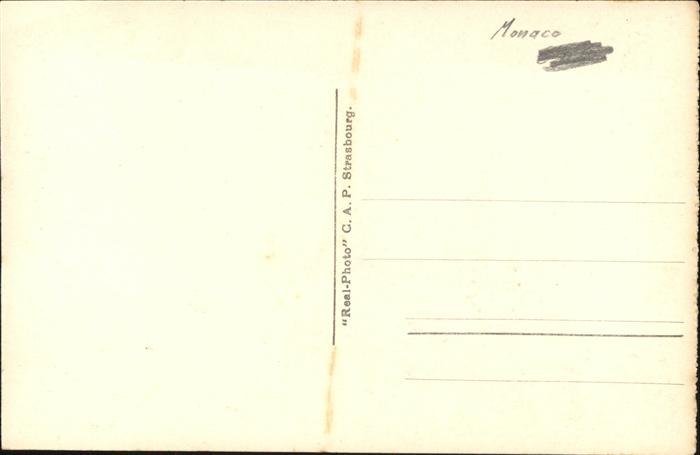 Monaco
"Real-Photo" C. A. P. Strasbourg.